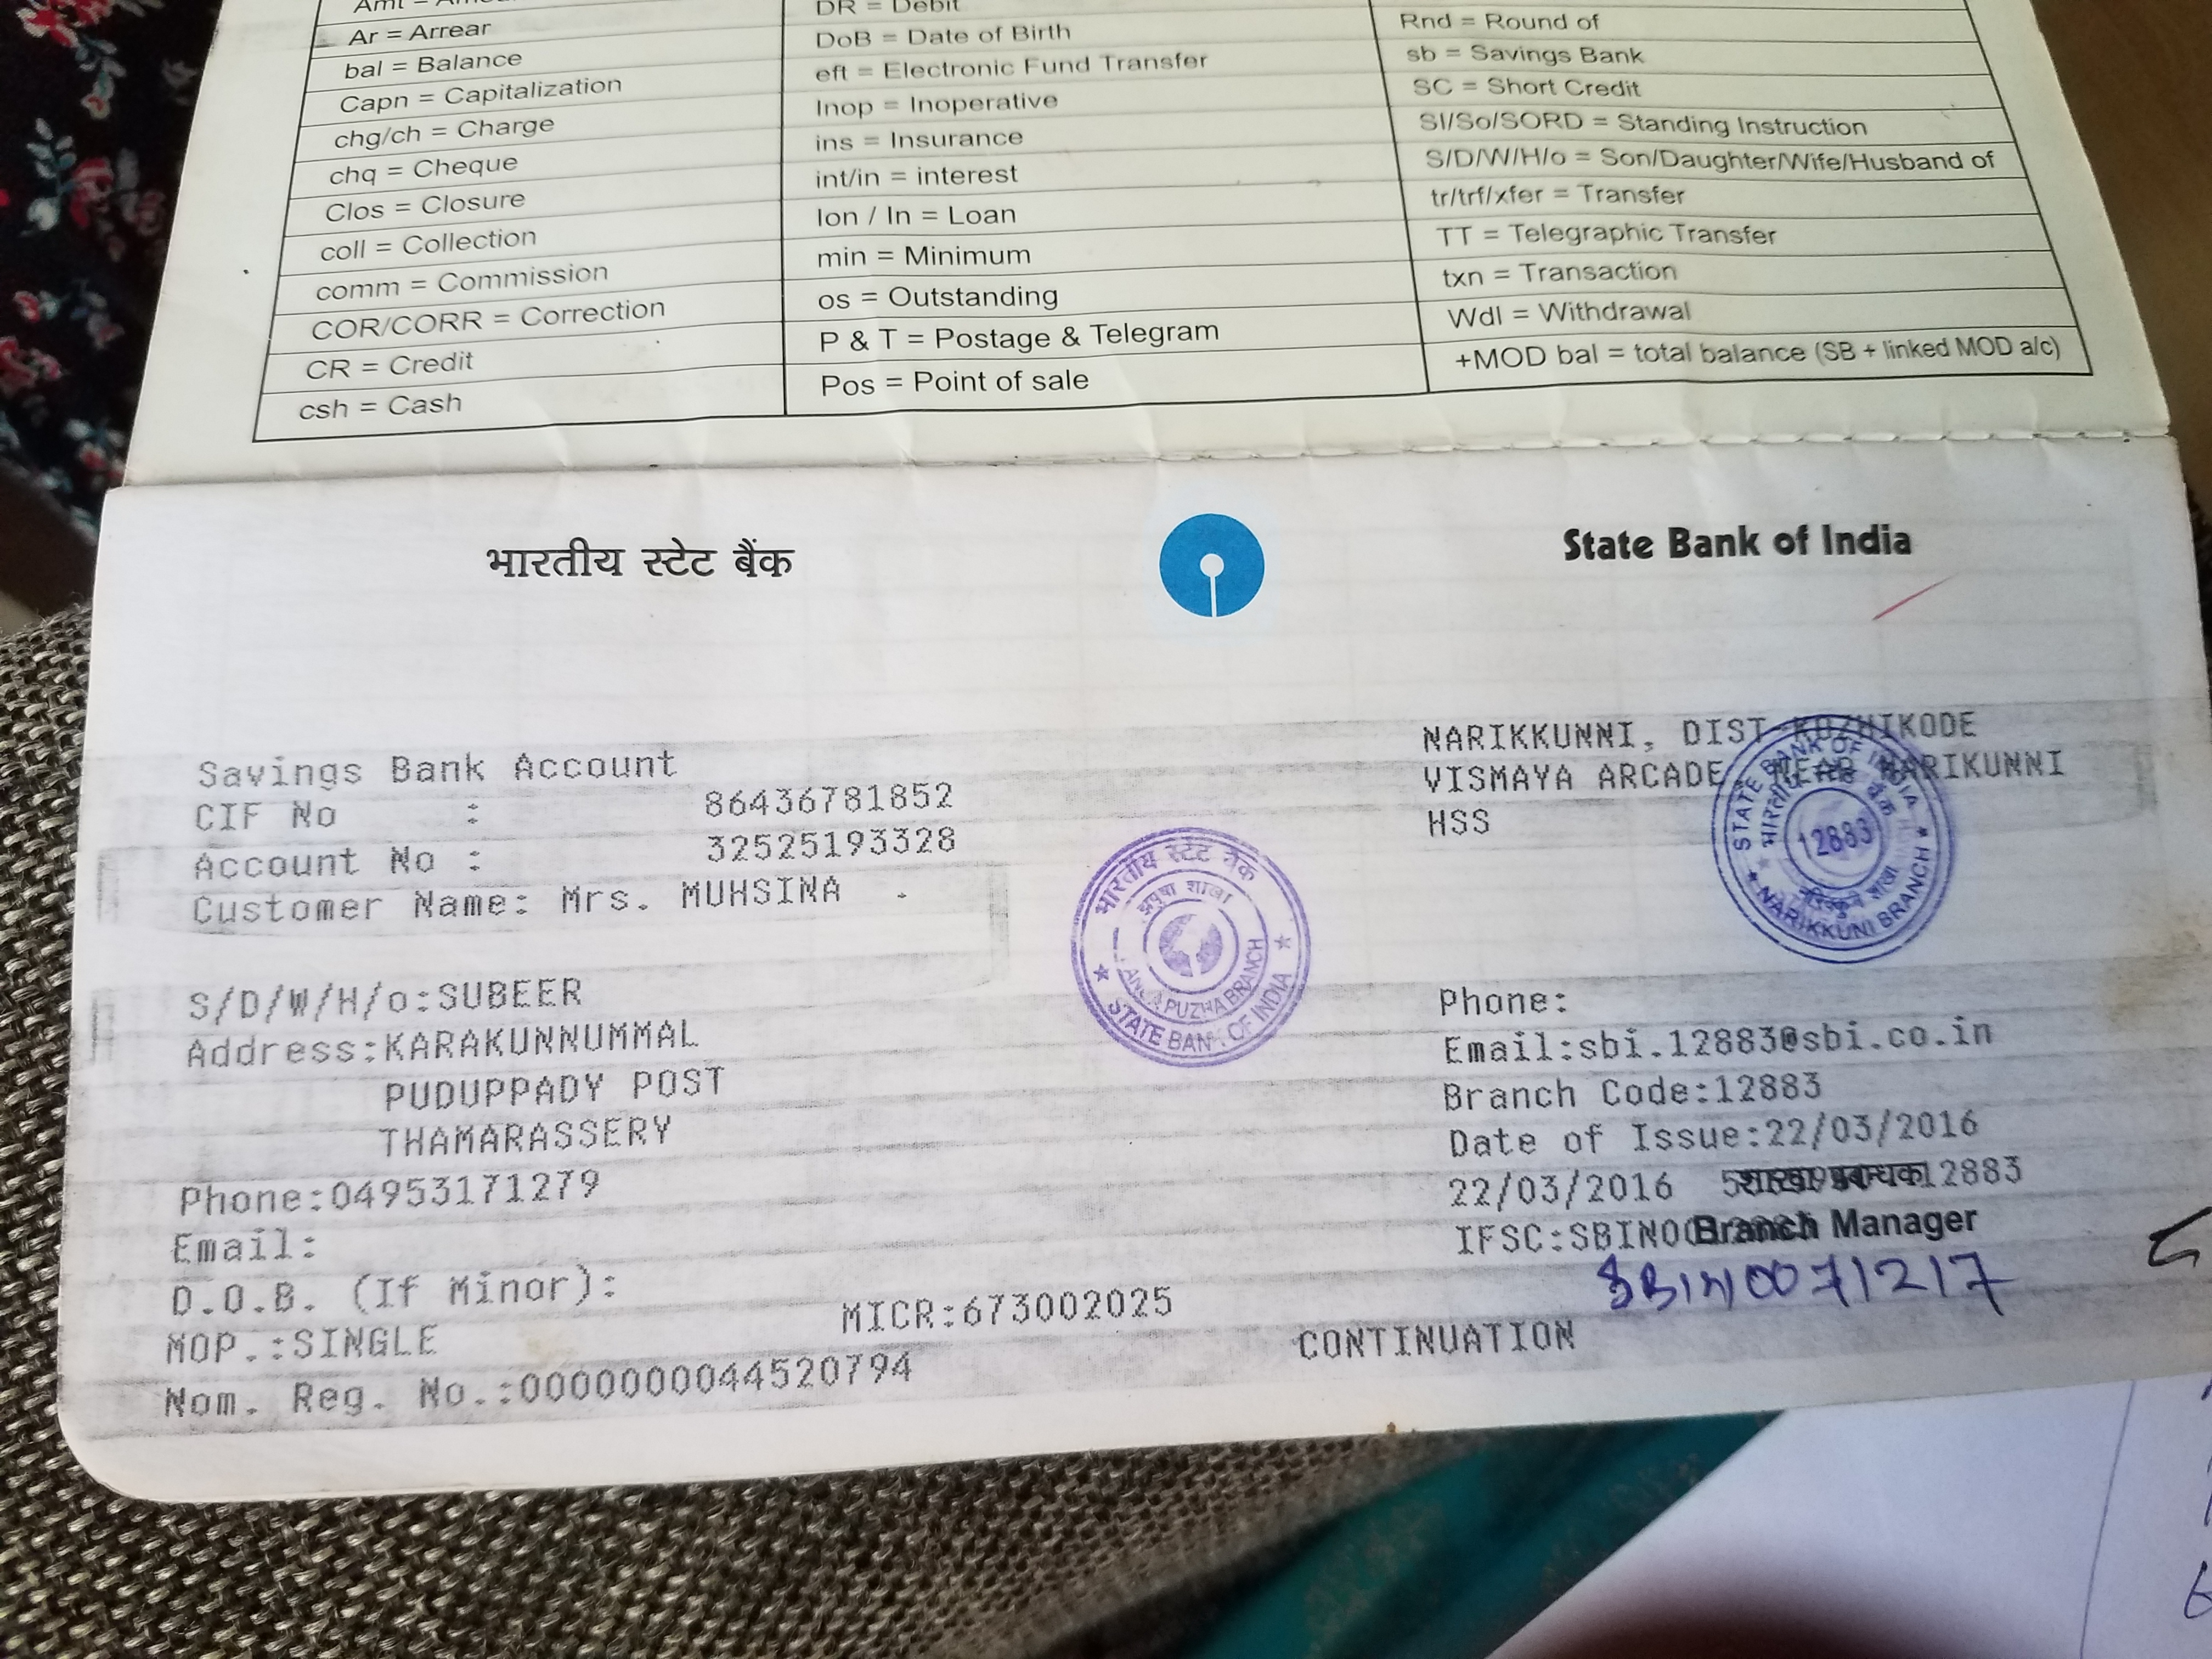 Ar = Arrear
bal = Balance
Capn = Capitalization
chg/ch = Charge
chq = Cheque
Clos = Closure
coll = Collection
comm = Commission
COR/CORR = Correction
CR = Credit
csh = Cash
DR = Debit
DoB = Date of Birth
eft = Electronic Fund Transfer
Inop = Inoperative
ins = Insurance
int/in = interest
lon / ln = Loan
min = Minimum
os = Outstanding
P & T = Postage & Telegram
Pos = Point of sale
Rnd = Round of
sb = Savings Bank
SC = Short Credit
SI/So/SORD = Standing Instruction
S/D/W/H/o = Son/Daughter/Wife/Husband of
tr/trf/xfer = Transfer
TT = Telegraphic Transfer
txn = Transaction
Wdl = Withdrawal
+MOD bal = total balance (SB + linked MOD a/c)
भारतीय स्टेट बैंक
State Bank of India
Savings Bank Account
CIF No : 86436781852
Account No : 32525193328
Customer Name: Mrs. MUHSINA .
S/D/W/H/o:SUBEER
Address:KARAKUNNUMMAL
PUDUPPADY POST
THAMARASSERY
Phone:04953171279
Email:
D.O.B. (If Minor):
MOP.:SINGLE
Nom. Reg. No.:0000000044520794
MICR:673002025
भारतीय स्टेट बैंक
STATE BANK OF INDIA
BRANCH
NARIKKUNNI, DIST KOZHIKODE
VISMAYA ARCADE NEAR NARIKUNNI
HSS
STATE BANK OF INDIA
12883
NARIKKUNI BRANCH
Phone:
Email:sbi.12883@sbi.co.in
Branch Code:12883
Date of Issue:22/03/2016
22/03/2016 12883
IFSC:SBIN0
Branch Manager
SBIN0071217
CONTINUATION